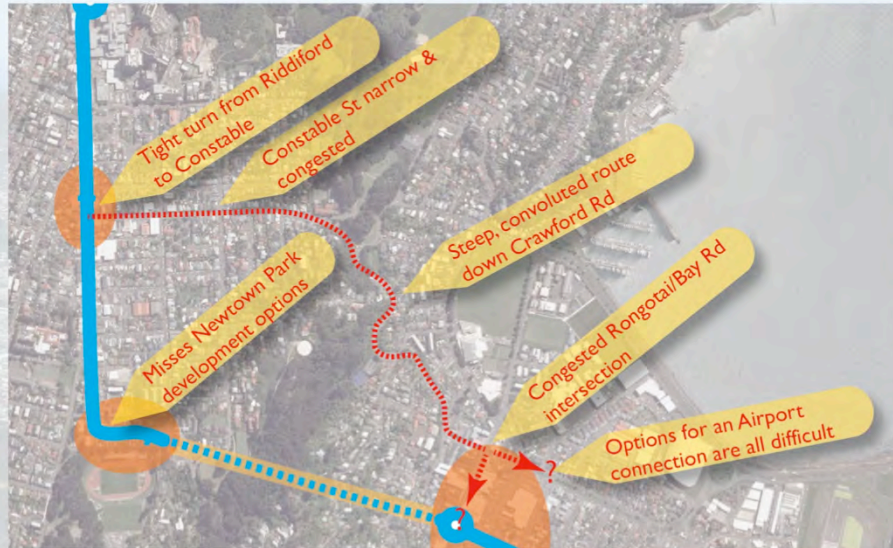 Tight turn from Riddiford
to Constable
Constable St narrow &
congested
Steep, convoluted route
down Crawford Rd
Misses Newtown Park
development options
Congested Rongotai/Bay Rd
intersection
Options for an Airport
connection are all difficult
?
?